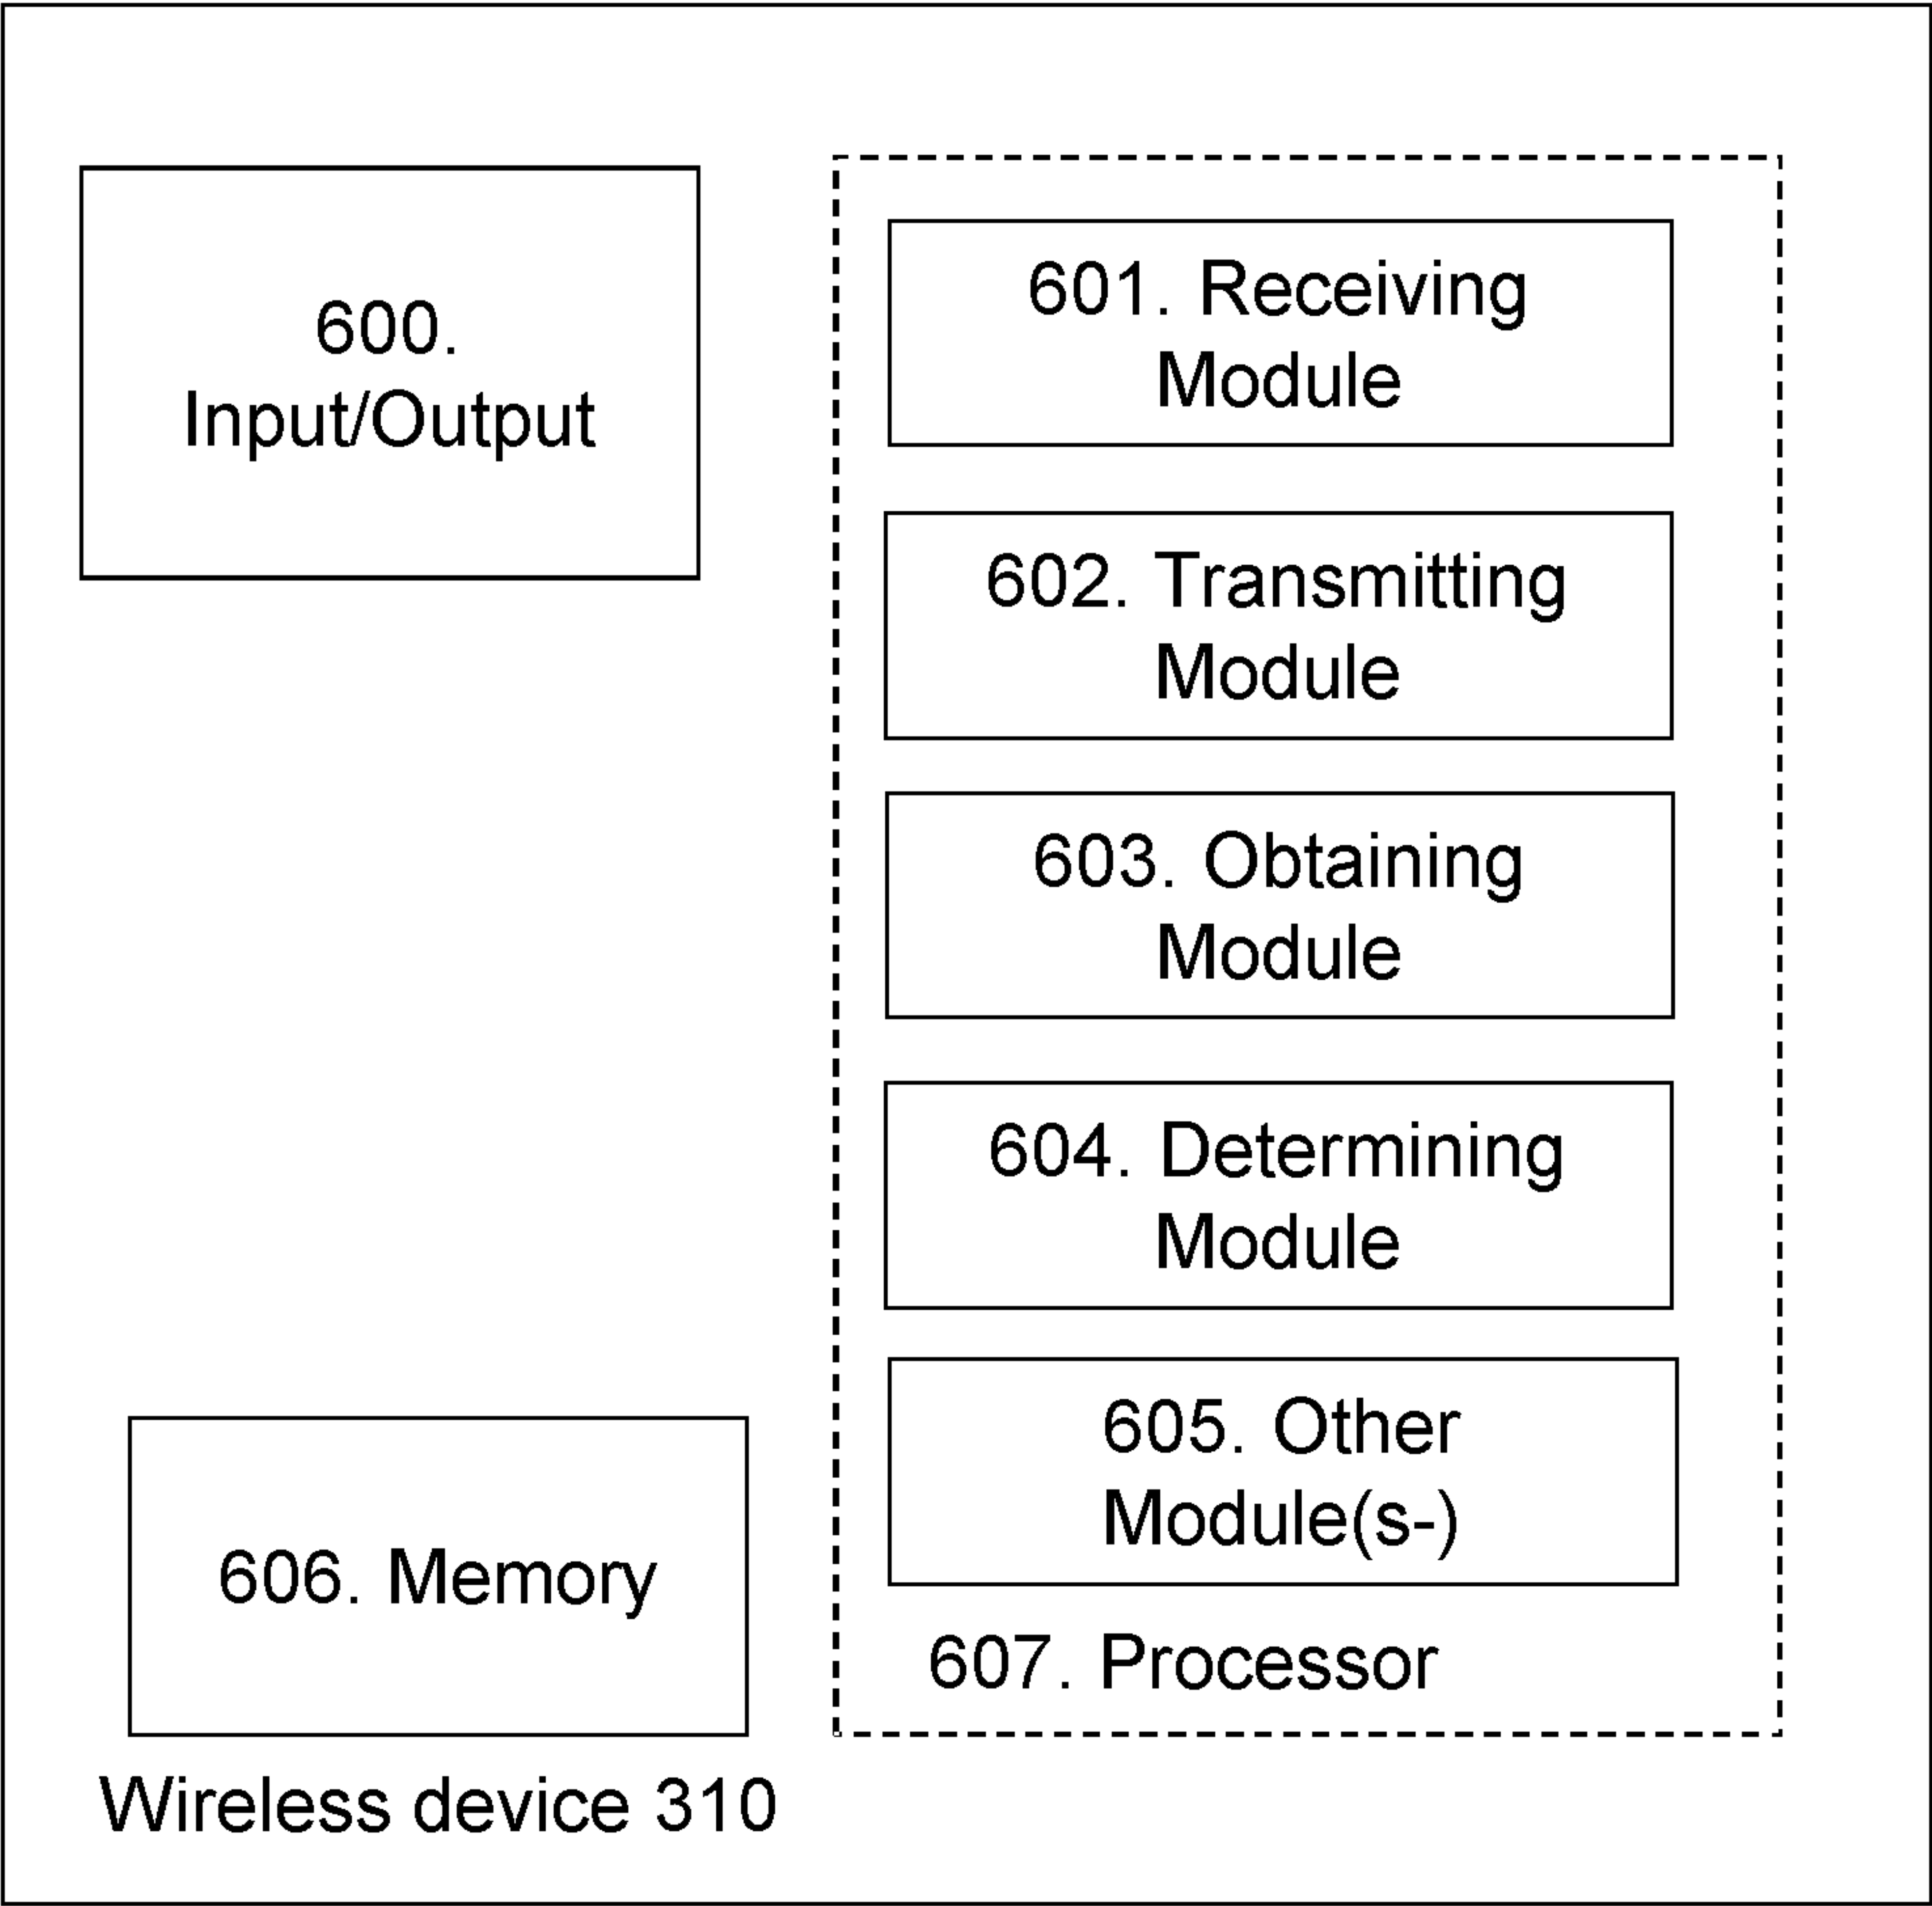 600.
Input/Output
601. Receiving
Module
602. Transmitting
Module
603. Obtaining
Module
604. Determining
Module
605. Other
Module(s-)
606. Memory
607. Processor
Wireless device 310